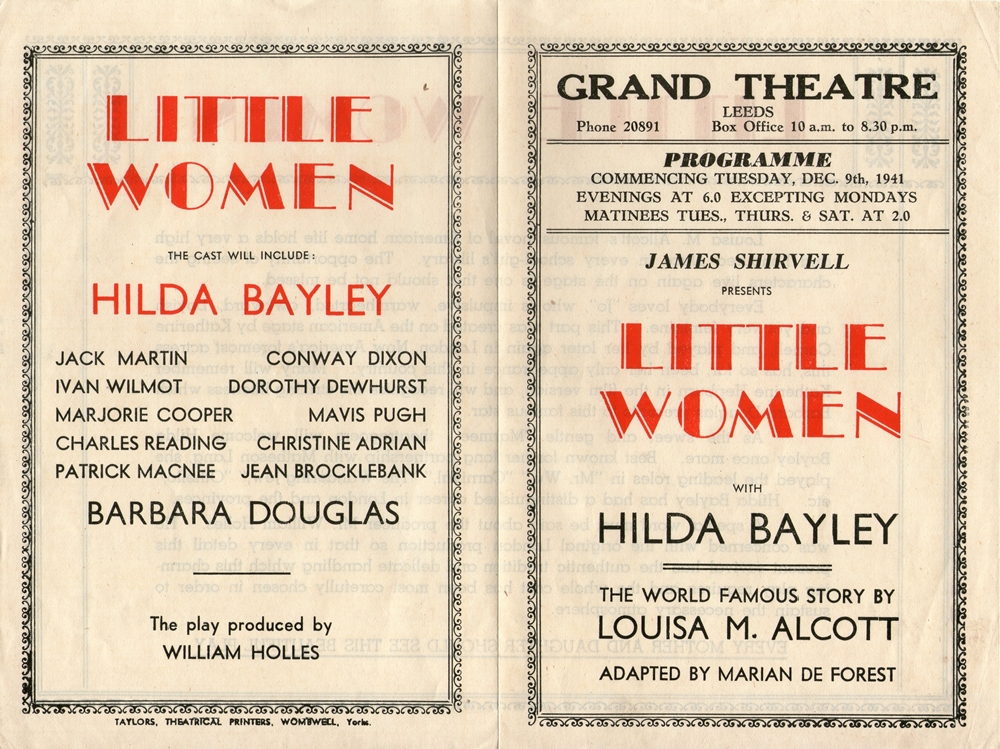 LITTLE
WOMEN
THE CAST WILL INCLUDE:
HILDA BAYLEY
JACK MARTIN CONWAY DIXON
IVAN WILMOT DOROTHY DEWHURST
MARJORIE COOPER MAVIS PUGH
CHARLES READING CHRISTINE ADRIAN
PATRICK MACNEE JEAN BROCKLEBANK
BARBARA DOUGLAS
The play produced by
WILLIAM HOLLES
TAYLORS, THEATRICAL PRINTERS, WOMBWELL, Yorks.
GRAND THEATRE
LEEDS
Phone 20891 Box Office 10 a.m. to 8.30 p.m.
PROGRAMME
COMMENCING TUESDAY, DEC. 9th, 1941
EVENINGS AT 6.0 EXCEPTING MONDAYS
MATINEES TUES., THURS. & SAT. AT 2.0
JAMES SHIRVELL
PRESENTS
LITTLE
WOMEN
WITH
HILDA BAYLEY
THE WORLD FAMOUS STORY BY
LOUISA M. ALCOTT
ADAPTED BY MARIAN DE FOREST